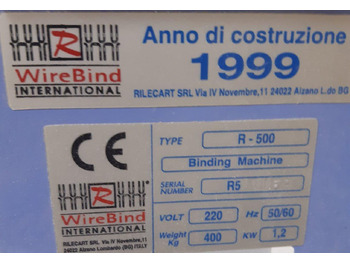 R
WireBind
INTERNATIONAL
Anno di costruzione
1999
RILECART SRL Via IV Novembre,11 24022 Alzano L.do BG
CE
R
WireBind
INTERNATIONAL
RILECART SRL Via IV Novembre,11
24022 Alzano Lombardo (BG) ITALY
TYPE R - 500
Binding Machine
SERIAL NUMBER R5
VOLT 220 Hz 50/60
Weight Kg 400 KW 1,2